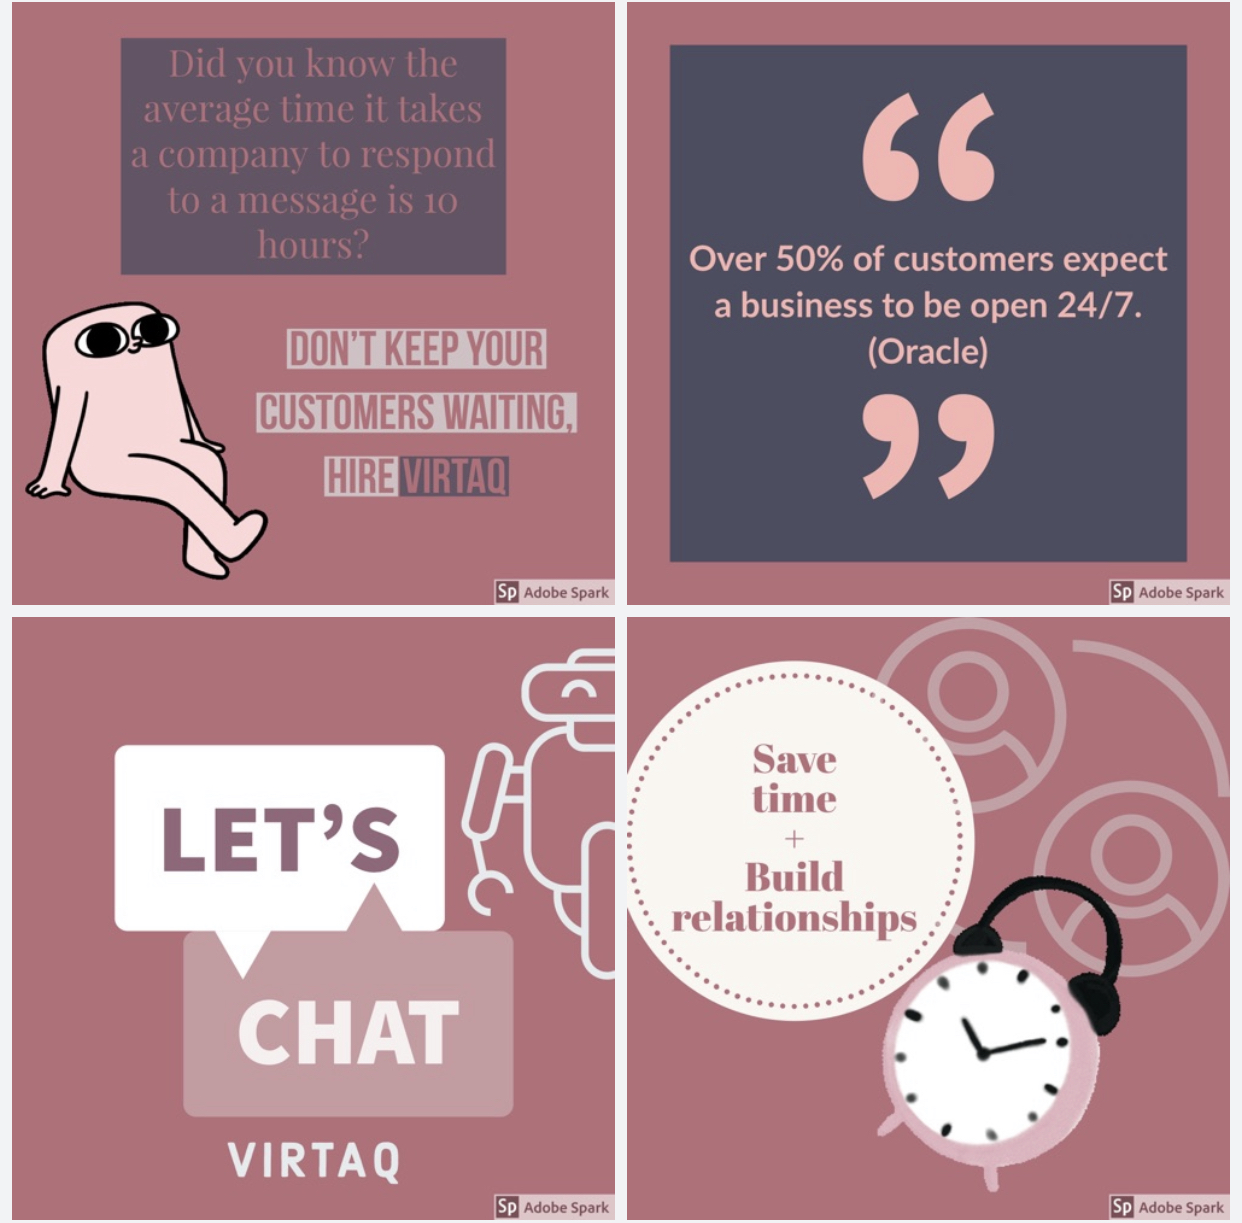 Did you know the
average time it takes
a company to respond
to a message is 10
hours?
DON'T KEEP YOUR
CUSTOMERS WAITING,
HIRE VIRTAQ
Sp Adobe Spark
“
Over 50% of customers expect
a business to be open 24/7.
(Oracle)
”
Sp Adobe Spark
LET'S
CHAT
VIRTAQ
Sp Adobe Spark
Save
time
+
Build
relationships
Sp Adobe Spark